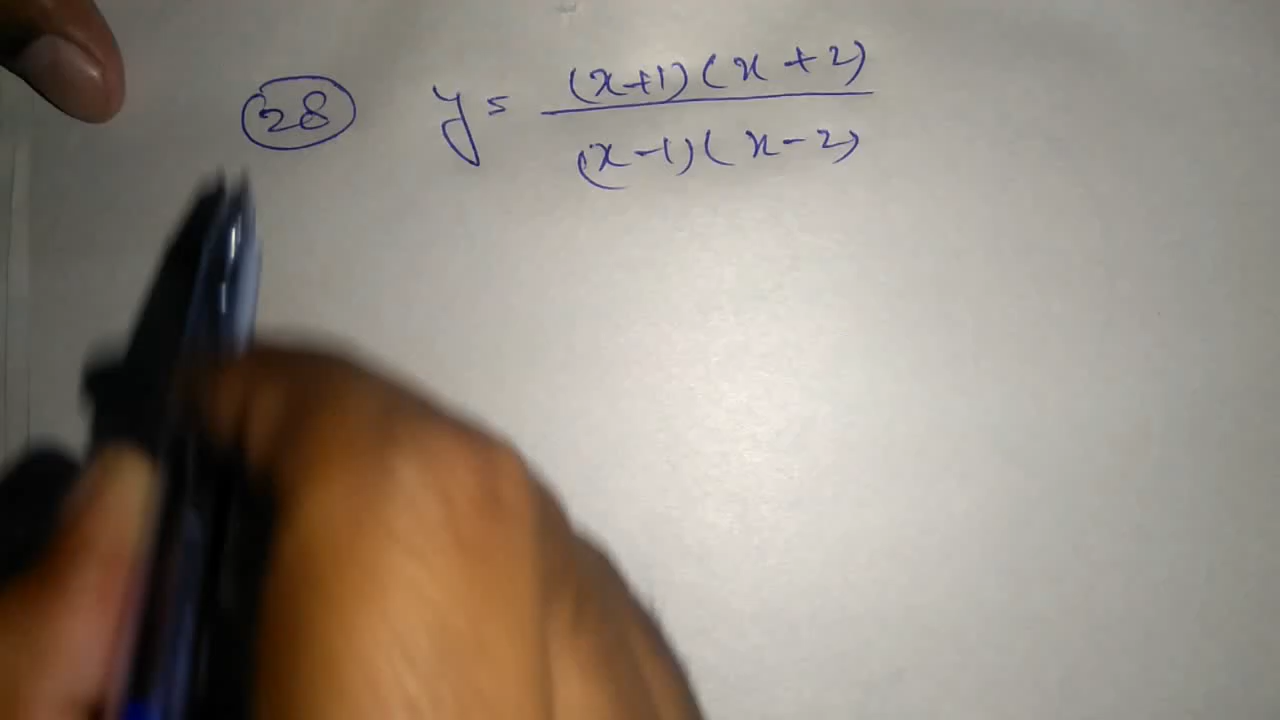 28 y = (x+1)(x+2)
(x-1)(x-2)